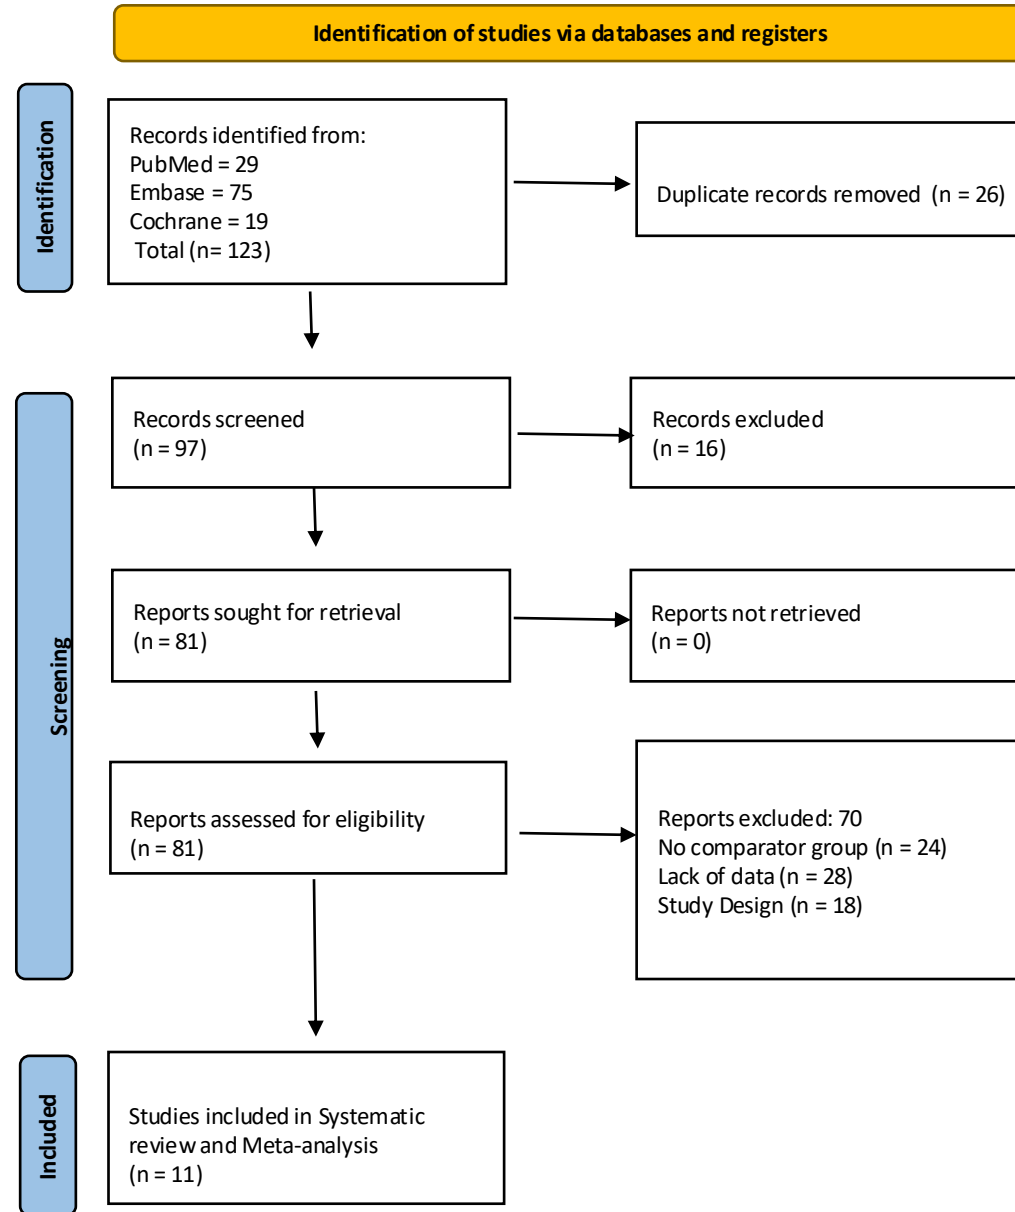 Identification of studies via databases and registers
Identification
Records identified from:
PubMed = 29
Embase = 75
Cochrane = 19
Total (n= 123)
Duplicate records removed (n = 26)
Screening
Records screened
(n = 97)
Records excluded
(n = 16)
Reports sought for retrieval
(n = 81)
Reports not retrieved
(n = 0)
Reports assessed for eligibility
(n = 81)
Reports excluded: 70
No comparator group (n = 24)
Lack of data (n = 28)
Study Design (n = 18)
Included
Studies included in Systematic
review and Meta-analysis
(n = 11)